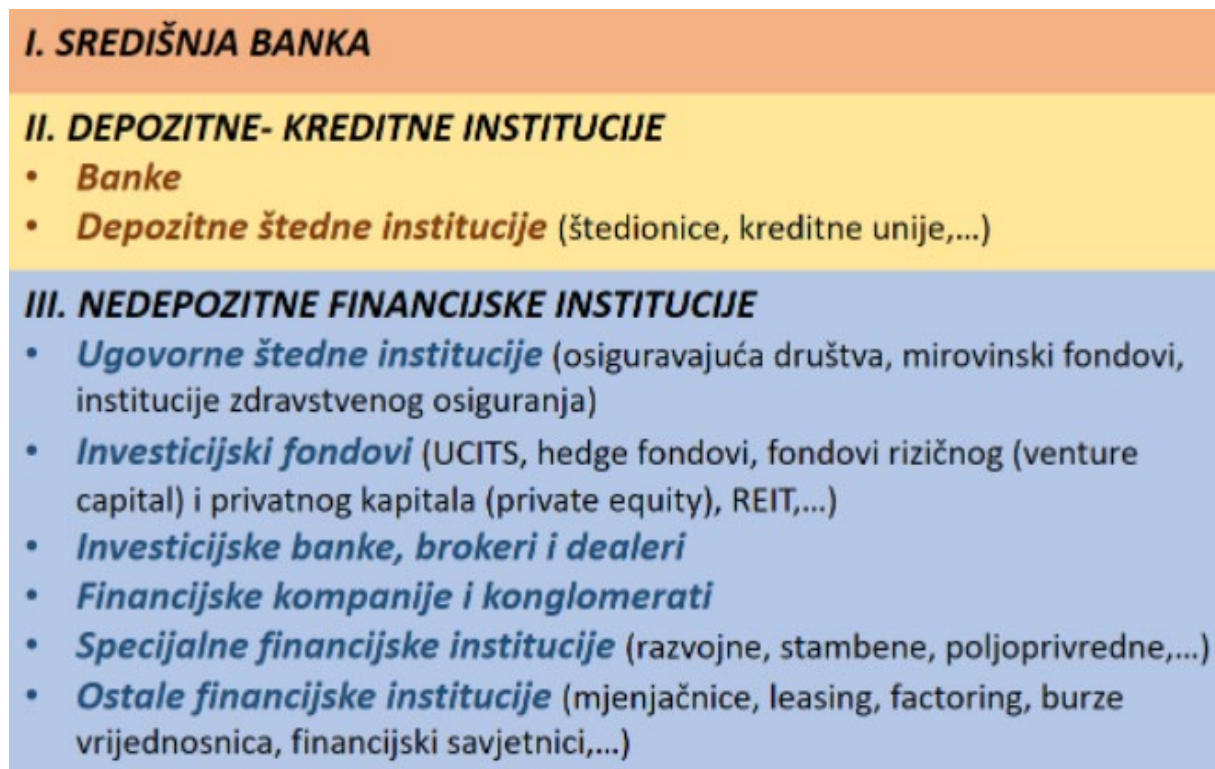 I. SREDIŠNJA BANKA
II. DEPOZITNE- KREDITNE INSTITUCIJE
• Banke
• Depozitne štedne institucije (štedionice, kreditne unije,...)
III. NEDEPOZITNE FINANCIJSKE INSTITUCIJE
• Ugovorne štedne institucije (osiguravajuća društva, mirovinski fondovi,
institucije zdravstvenog osiguranja)
• Investicijski fondovi (UCITS, hedge fondovi, fondovi rizičnog (venture
capital) i privatnog kapitala (private equity), REIT,...)
• Investicijske banke, brokeri i dealeri
• Financijske kompanije i konglomerati
• Specijalne financijske institucije (razvojne, stambene, poljoprivredne,...)
• Ostale financijske institucije (mjenjačnice, leasing, factoring, burze
vrijednosnica, financijski savjetnici,...)